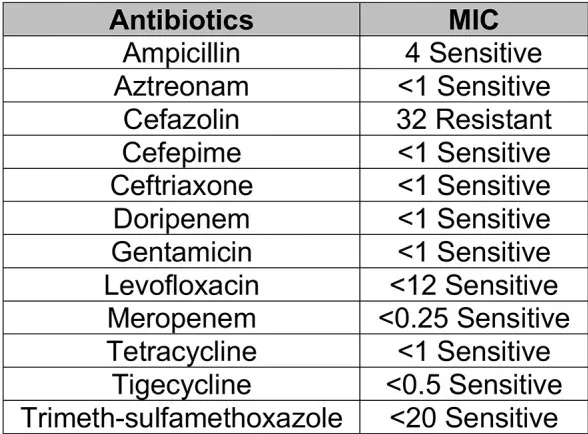 Antibiotics MIC
Ampicillin 4 Sensitive
Aztreonam <1 Sensitive
Cefazolin 32 Resistant
Cefepime <1 Sensitive
Ceftriaxone <1 Sensitive
Doripenem <1 Sensitive
Gentamicin <1 Sensitive
Levofloxacin <12 Sensitive
Meropenem <0.25 Sensitive
Tetracycline <1 Sensitive
Tigecycline <0.5 Sensitive
Trimeth-sulfamethoxazole <20 Sensitive